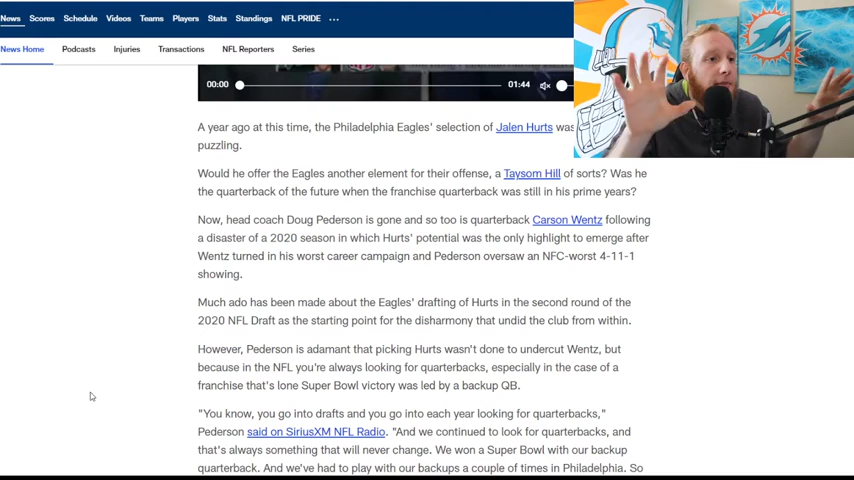 News Scores Schedule Videos Teams Players Stats Standings NFL PRIDE ...
News Home Podcasts Injuries Transactions NFL Reporters Series
00:00 01:44
A year ago at this time, the Philadelphia Eagles' selection of Jalen Hurts was
puzzling.
Would he offer the Eagles another element for their offense, a Taysom Hill of sorts? Was he
the quarterback of the future when the franchise quarterback was still in his prime years?
Now, head coach Doug Pederson is gone and so too is quarterback Carson Wentz following
a disaster of a 2020 season in which Hurts' potential was the only highlight to emerge after
Wentz turned in his worst career campaign and Pederson oversaw an NFC-worst 4-11-1
showing.
Much ado has been made about the Eagles' drafting of Hurts in the second round of the
2020 NFL Draft as the starting point for the disharmony that undid the club from within.
However, Pederson is adamant that picking Hurts wasn't done to undercut Wentz, but
because in the NFL you're always looking for quarterbacks, especially in the case of a
franchise that's lone Super Bowl victory was led by a backup QB.
"You know, you go into drafts and you go into each year looking for quarterbacks,"
Pederson said on SiriusXM NFL Radio. "And we continued to look for quarterbacks, and
that's always something that will never change. We won a Super Bowl with our backup
quarterback. And we've had to play with our backups a couple of times in Philadelphia. So